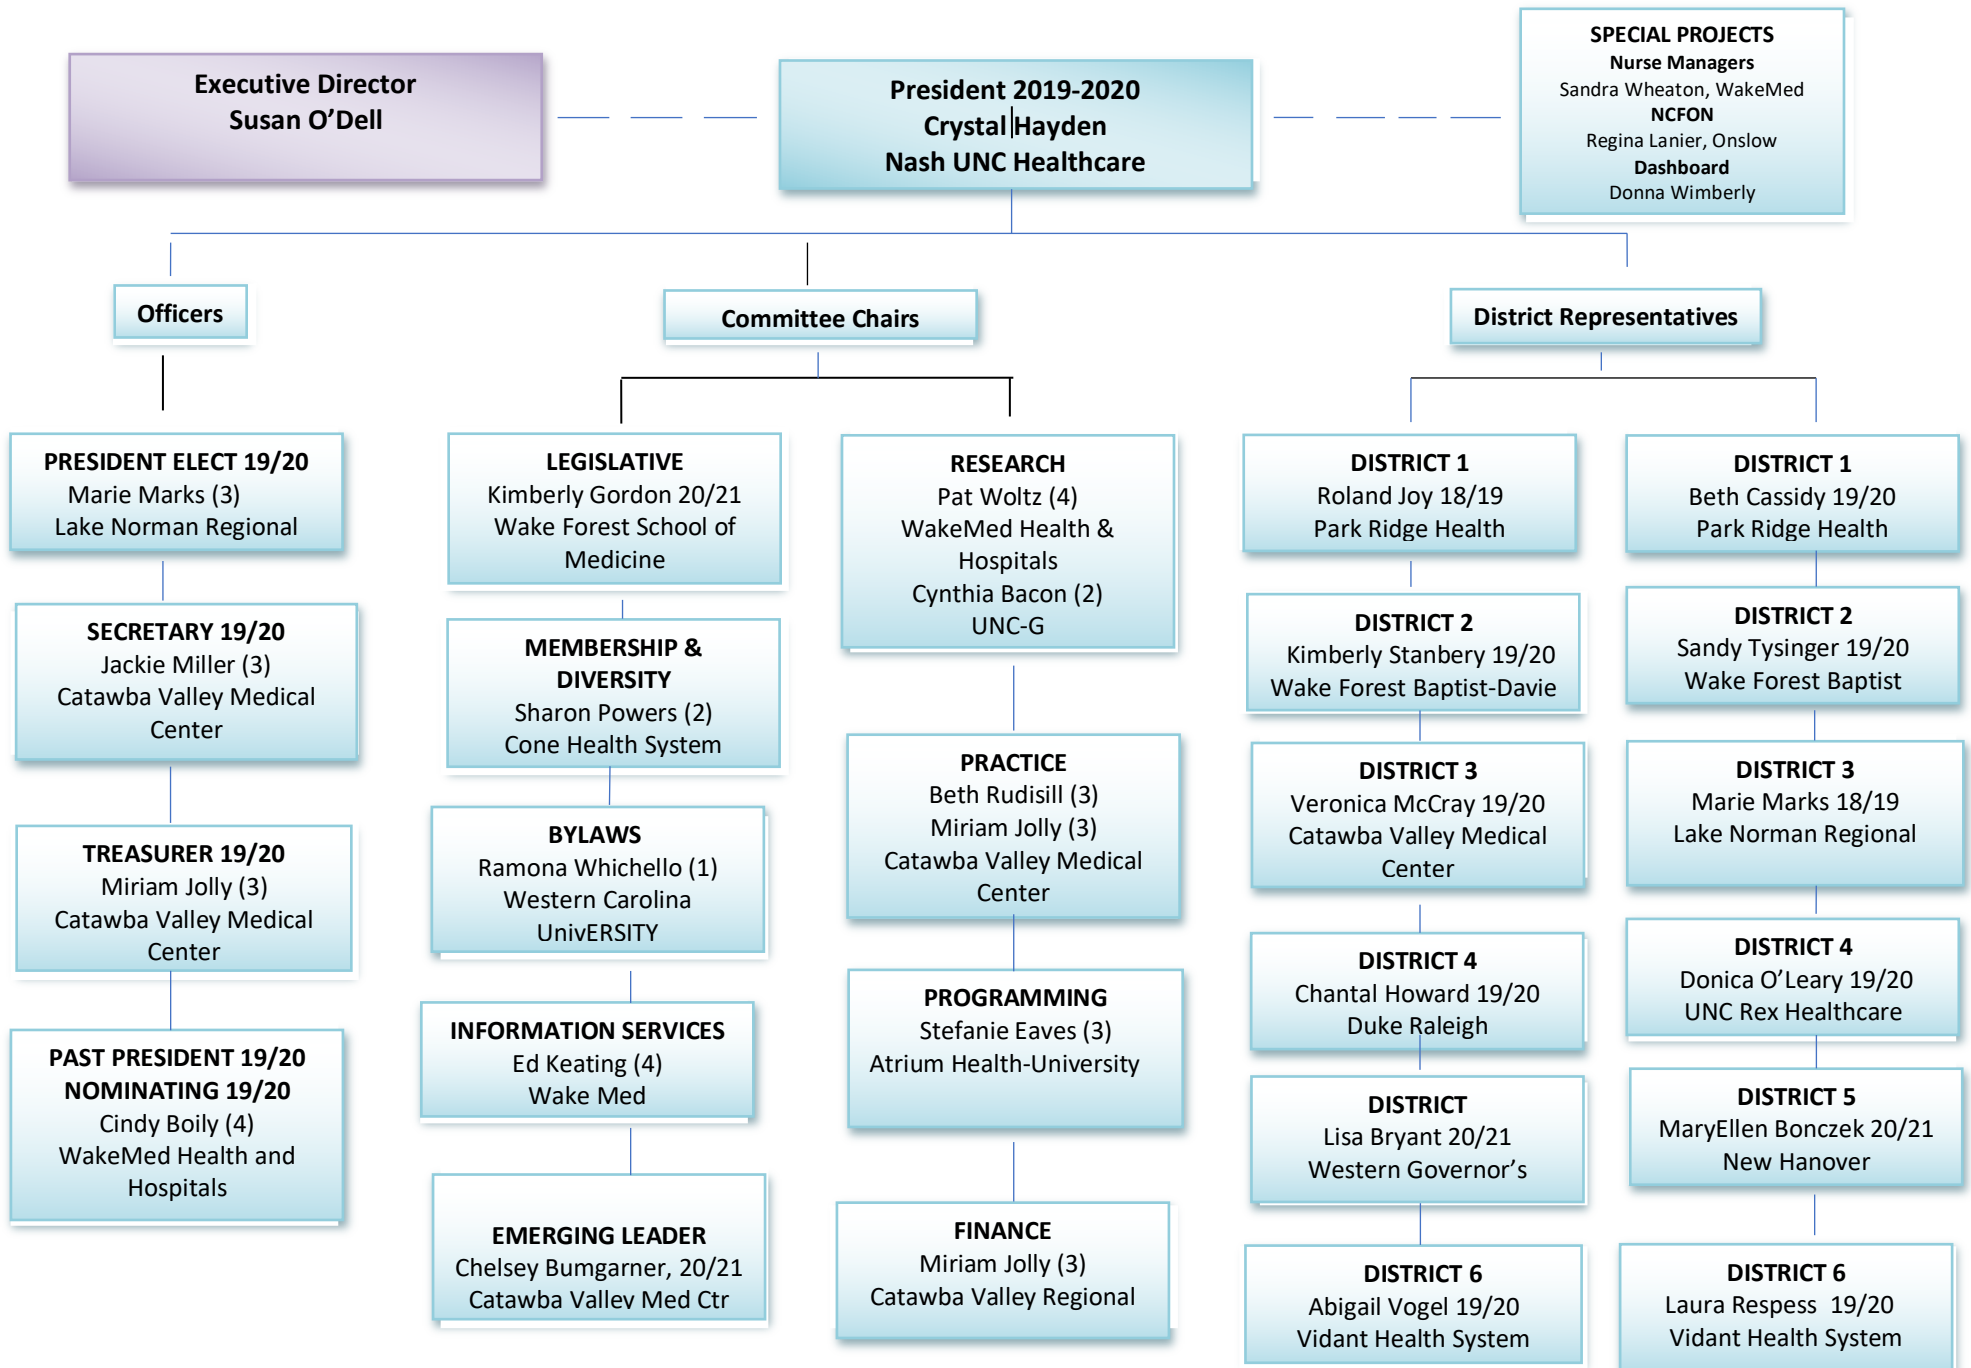 Executive Director
Susan O’Dell
President 2019-2020
Crystal Hayden
Nash UNC Healthcare
SPECIAL PROJECTS
Nurse Managers
Sandra Wheaton, WakeMed
NCFON
Regina Lanier, Onslow
Dashboard
Donna Wimberly
Officers
Committee Chairs
District Representatives
PRESIDENT ELECT 19/20
Marie Marks (3)
Lake Norman Regional
SECRETARY 19/20
Jackie Miller (3)
Catawba Valley Medical
Center
TREASURER 19/20
Miriam Jolly (3)
Catawba Valley Medical
Center
PAST PRESIDENT 19/20
NOMINATING 19/20
Cindy Boily (4)
WakeMed Health and
Hospitals
LEGISLATIVE
Kimberly Gordon 20/21
Wake Forest School of
Medicine
MEMBERSHIP &
DIVERSITY
Sharon Powers (2)
Cone Health System
BYLAWS
Ramona Whichello (1)
Western Carolina
UnivERSITY
INFORMATION SERVICES
Ed Keating (4)
Wake Med
EMERGING LEADER
Chelsey Bumgarner, 20/21
Catawba Valley Med Ctr
RESEARCH
Pat Woltz (4)
WakeMed Health &
Hospitals
Cynthia Bacon (2)
UNC-G
PRACTICE
Beth Rudisill (3)
Miriam Jolly (3)
Catawba Valley Medical
Center
PROGRAMMING
Stefanie Eaves (3)
Atrium Health-University
FINANCE
Miriam Jolly (3)
Catawba Valley Regional
DISTRICT 1
Roland Joy 18/19
Park Ridge Health
DISTRICT 2
Kimberly Stanbery 19/20
Wake Forest Baptist-Davie
DISTRICT 3
Veronica McCray 19/20
Catawba Valley Medical
Center
DISTRICT 4
Chantal Howard 19/20
Duke Raleigh
DISTRICT
Lisa Bryant 20/21
Western Governor’s
DISTRICT 6
Abigail Vogel 19/20
Vidant Health System
DISTRICT 1
Beth Cassidy 19/20
Park Ridge Health
DISTRICT 2
Sandy Tysinger 19/20
Wake Forest Baptist
DISTRICT 3
Marie Marks 18/19
Lake Norman Regional
DISTRICT 4
Donica O’Leary 19/20
UNC Rex Healthcare
DISTRICT 5
MaryEllen Bonczek 20/21
New Hanover
DISTRICT 6
Laura Respess 19/20
Vidant Health System